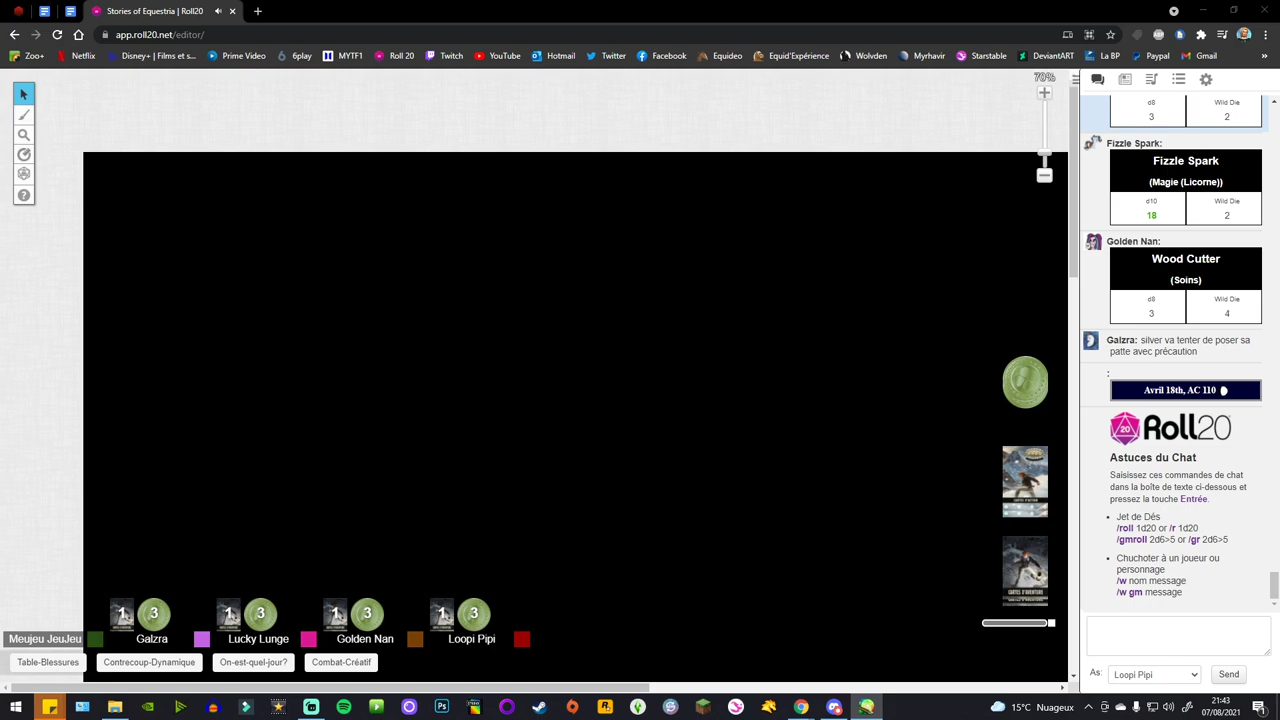 Stories of Equestria | Roll20
app.roll20.net/editor/
Zoo+
Netflix
Disney+ | Films et s...
Prime Video
6play
MYTF1
Roll 20
Twitch
YouTube
Hotmail
Twitter
Facebook
Equideo
Equid'Expérience
Wolvden
Myrhavir
Starstable
DeviantART
La BP
Paypal
Gmail
70%
d8
Wild Die
3
2
Fizzle Spark:
Fizzle Spark
(Magie (Licorne))
d10
Wild Die
18
2
Golden Nan:
Wood Cutter
(Soins)
d8
Wild Die
3
4
Galzra: silver va tenter de poser sa
patte avec précaution
:
Avril 18th, AC 110
20
Roll20
Astuces du Chat
Saisissez ces commandes de chat
dans la boîte de texte ci-dessous et
pressez la touche Entrée.
Jet de Dés
/roll 1d20 or /r 1d20
/gmroll 2d6>5 or /gr 2d6>5
Chuchoter à un joueur ou
personnage
/w nom message
/w gm message
As:
Loopi Pipi
Send
CARTES D'AVENTURE
1
3
1
3
1
3
1
3
Meujeu JeuJeu
Galzra
Lucky Lunge
Golden Nan
Loopi Pipi
Table-Blessures
Contrecoup-Dynamique
On-est-quel-jour?
Combat-Créatif
15°C Nuageux
21:43
07/08/2021